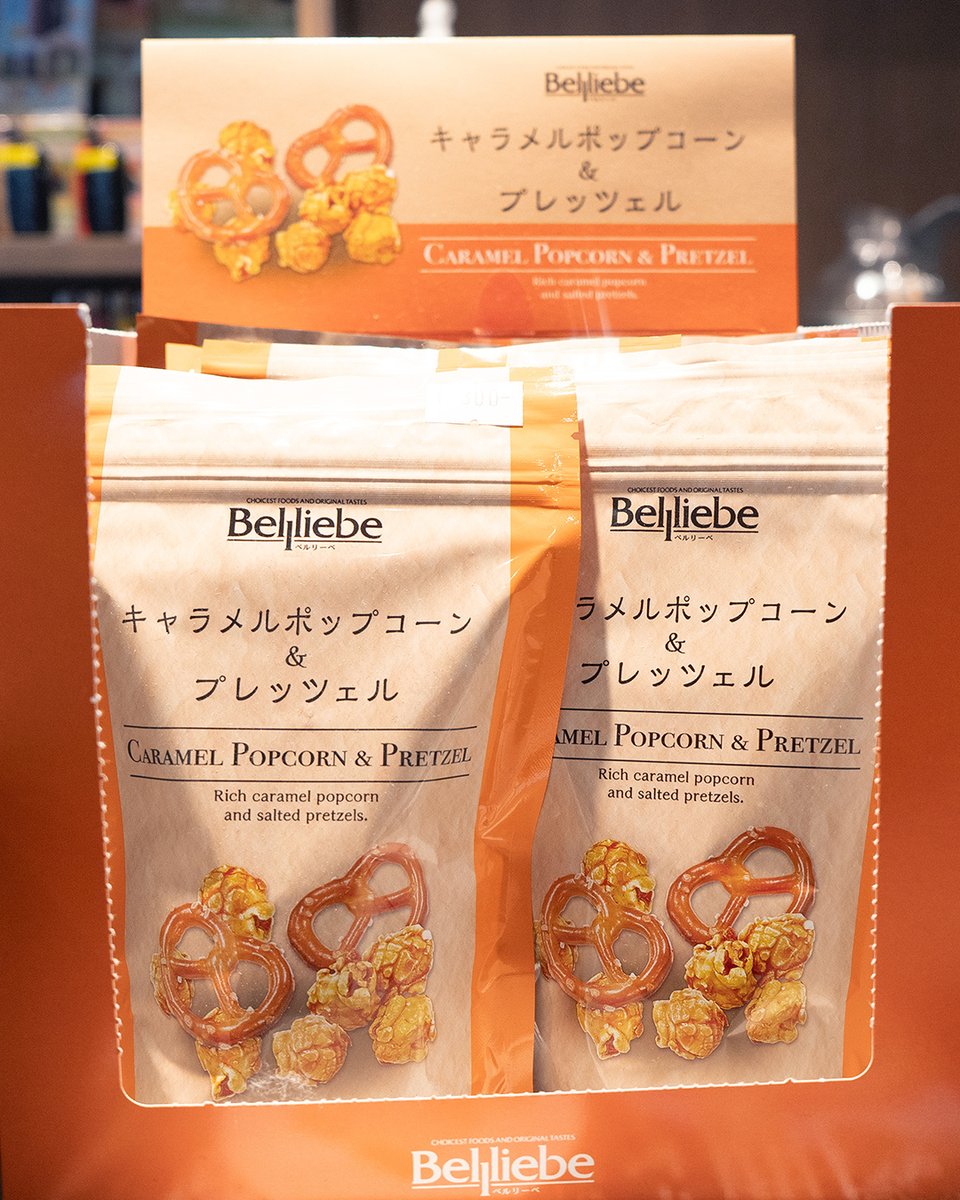 Bellliebe
キャラメルポップコーン
&
プレッツェル
CARAMEL POPCORN & PRETZEL
Rich caramel popcorn
and salted pretzels.
CHOICEST FOODS AND ORIGINAL TASTES
Bellliebe
ベルリーベ
キャラメルポップコーン
&
プレッツェル
CARAMEL POPCORN & PRETZEL
Rich caramel popcorn
and salted pretzels.
CHOICEST FOODS AND ORIGINAL TASTES
Bellliebe
ベルリーベ
ラメルポップコーン
&
プレッツェル
AMEL POPCORN & PRETZEL
Rich caramel popcorn
and salted pretzels.
CHOICEST FOODS AND ORIGINAL TASTES
Bellliebe
ベルリーベ